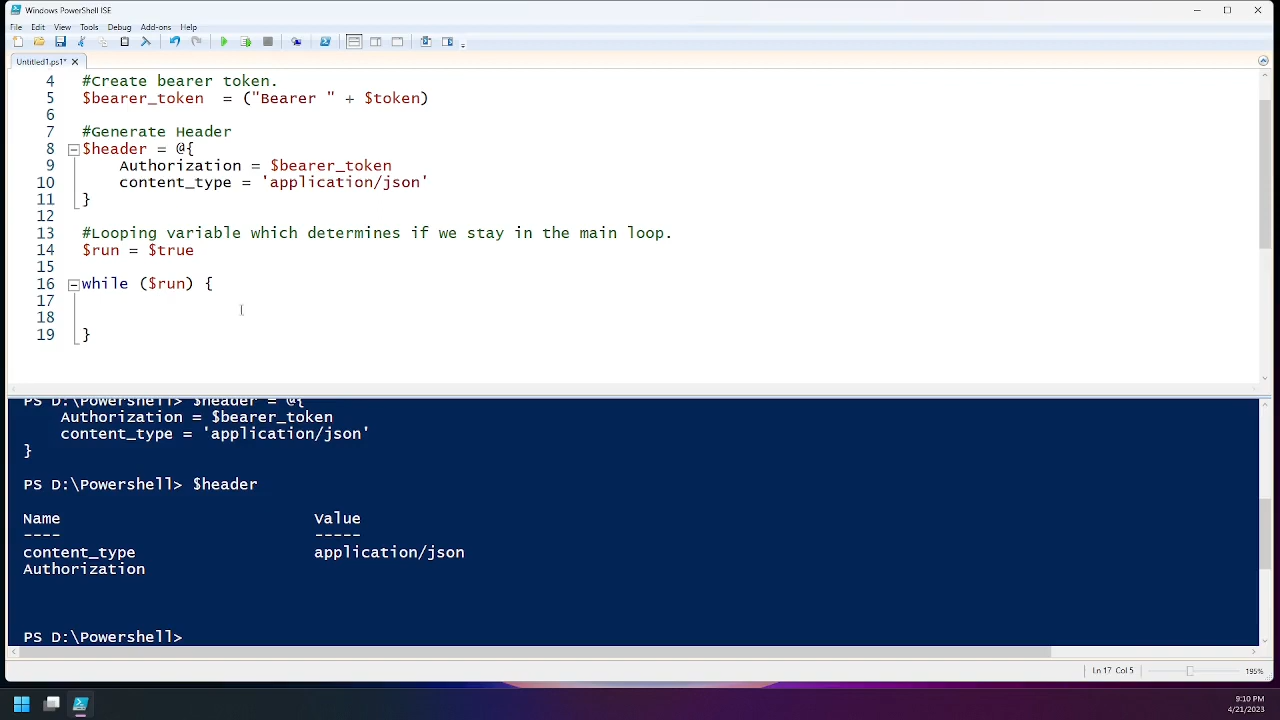 Windows PowerShell ISE
File Edit View Tools Debug Add-ons Help
Untitled1.ps1*
4 #Create bearer token.
5 $bearer_token  = ("Bearer " + $token)
6
7 #Generate Header
8 $header = @{
9     Authorization = $bearer_token
10     content_type = 'application/json'
11 }
12
13 #Looping variable which determines if we stay in the main loop.
14 $run = $true
15
16 while ($run) {
17
18
19 }
PS D:\Powershell> $header = @{
    Authorization = $bearer_token
    content_type = 'application/json'
}
PS D:\Powershell> $header
Name Value
---- -----
content_type application/json
Authorization
PS D:\Powershell>
Ln 17 Col 5 195%
9:10 PM
4/21/2023